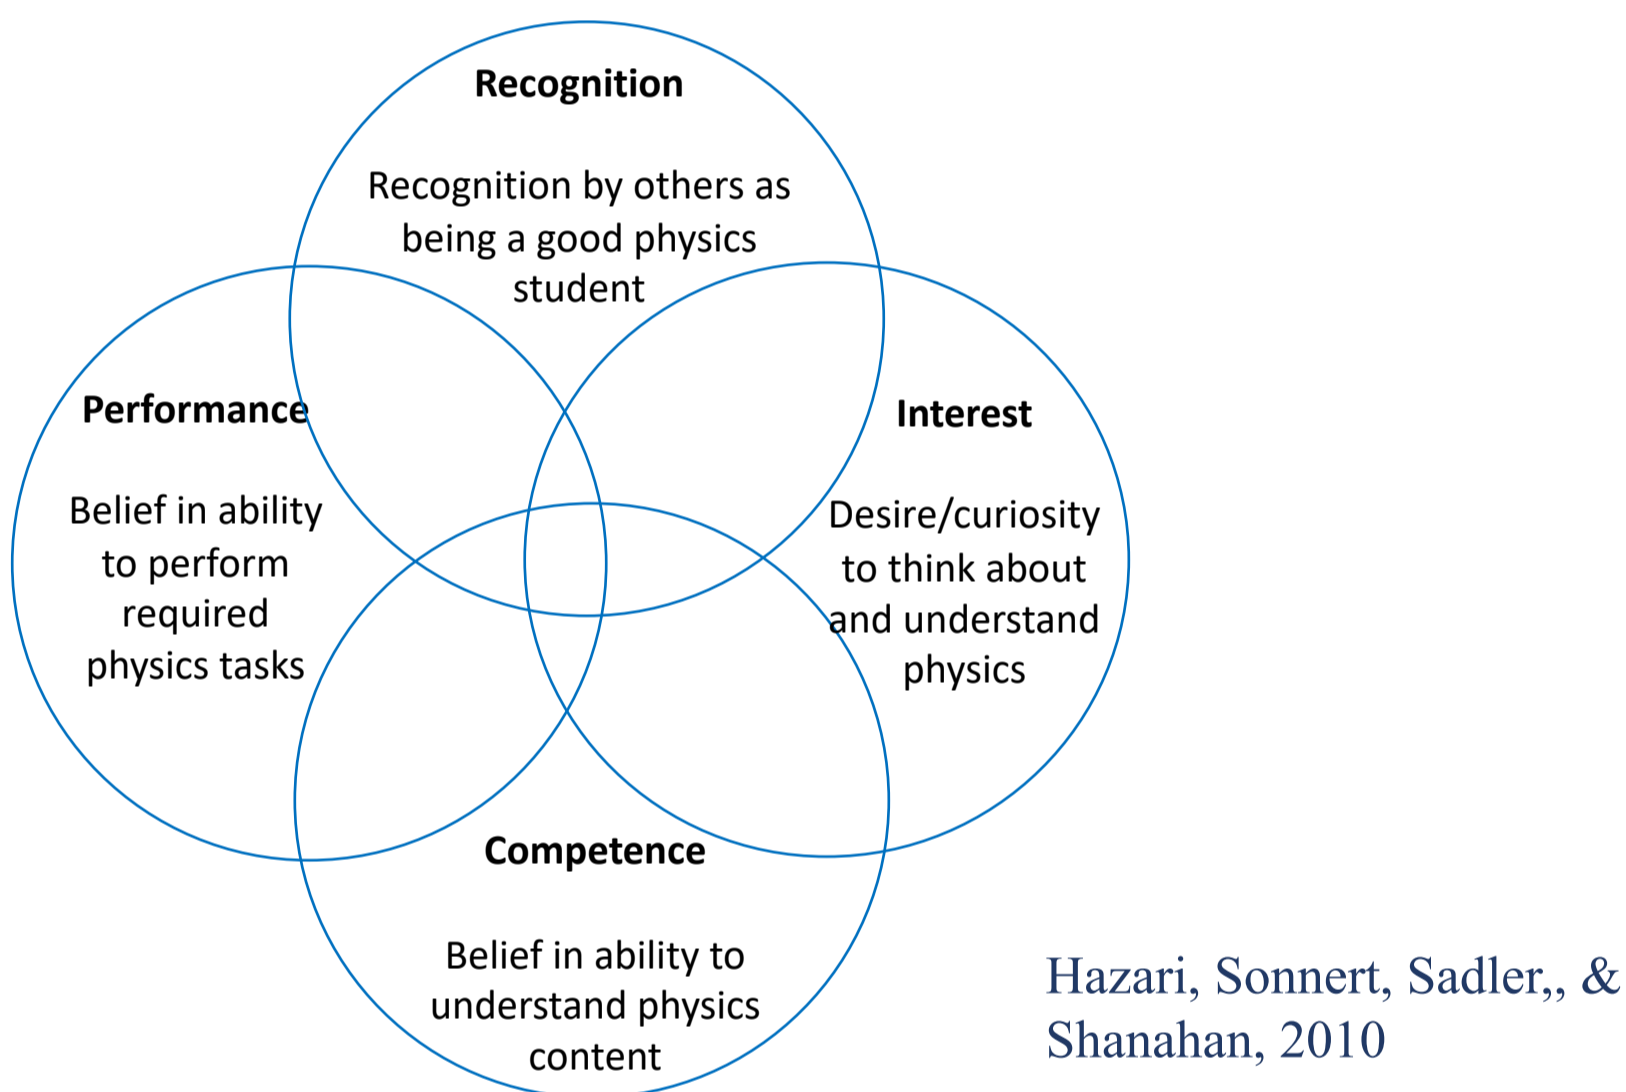 Recognition
Recognition by others as
being a good physics
student
Performance
Belief in ability
to perform
required
physics tasks
Interest
Desire/curiosity
to think about
and understand
physics
Competence
Belief in ability to
understand physics
content
Hazari, Sonnert, Sadler,, &
Shanahan, 2010